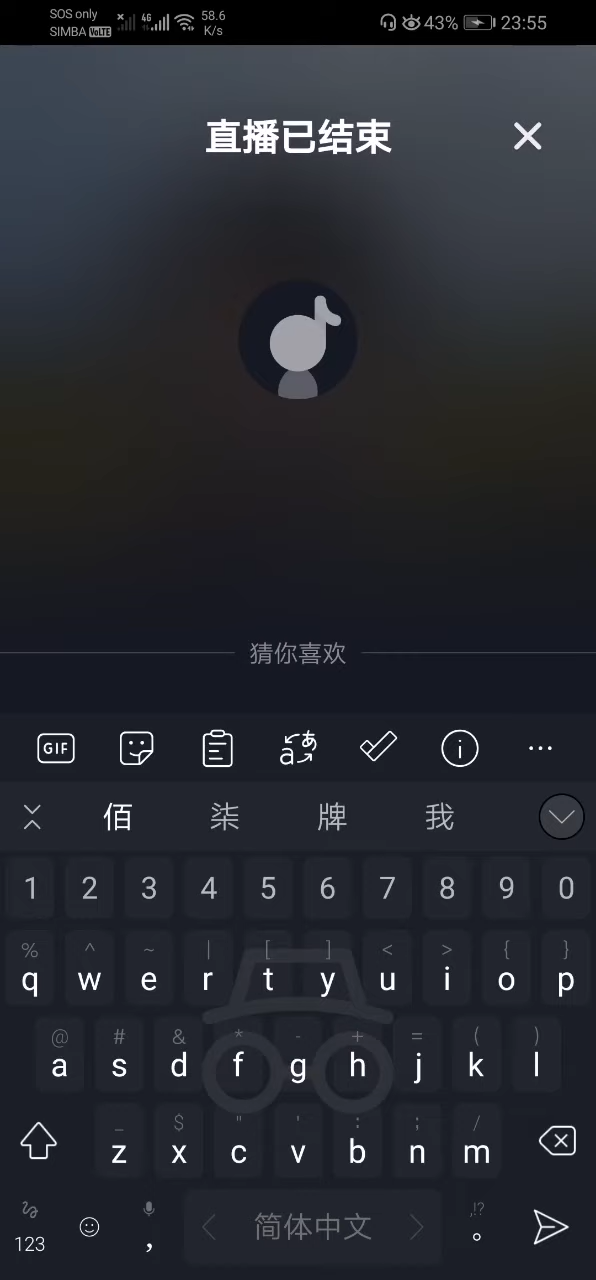 SOS only
SIMBA VoLTE
4G
58.6
K/s
43%
23:55
直播已结束
猜你喜欢
GIF
aあ
佰 柒 牌 我
1 2 3 4 5 6 7 8 9 0
% ^ ~ | [ ] < > { }
q w e r t y u i o p
@ # & * - + = ( )
a s d f g h j k l
_ $ " ' : ; /
z x c v b n m
,!?
123 , 简体中文 。